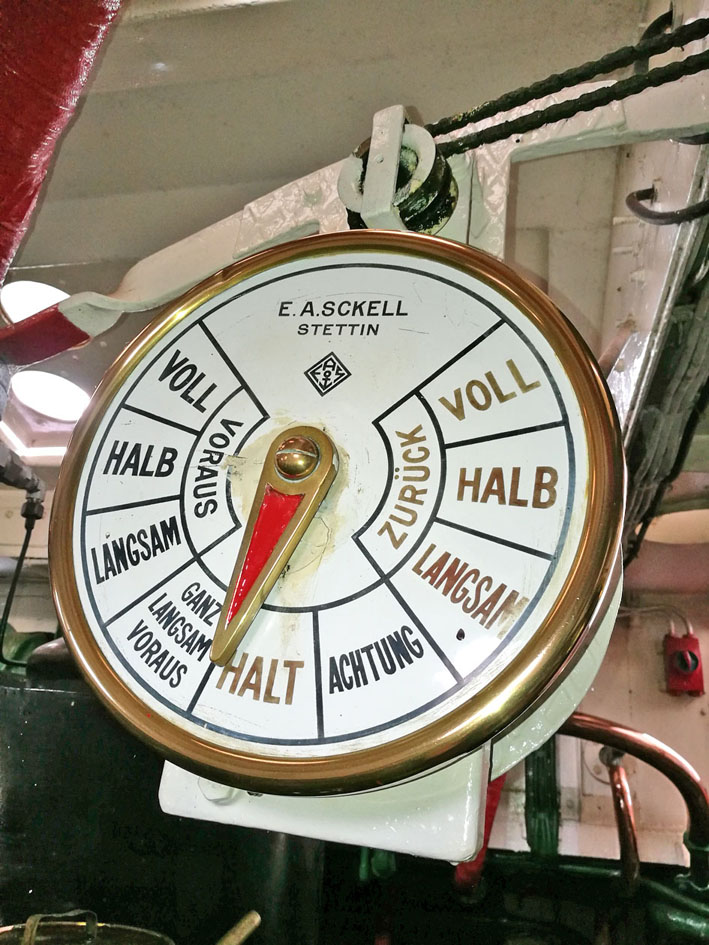 E. A. SCKELL
STETTIN
VORAUS
VOLL
HALB
LANGSAM
GANZ
LANGSAM
VORAUS
HALT
ACHTUNG
ZURÜCK
VOLL
HALB
LANGSAM